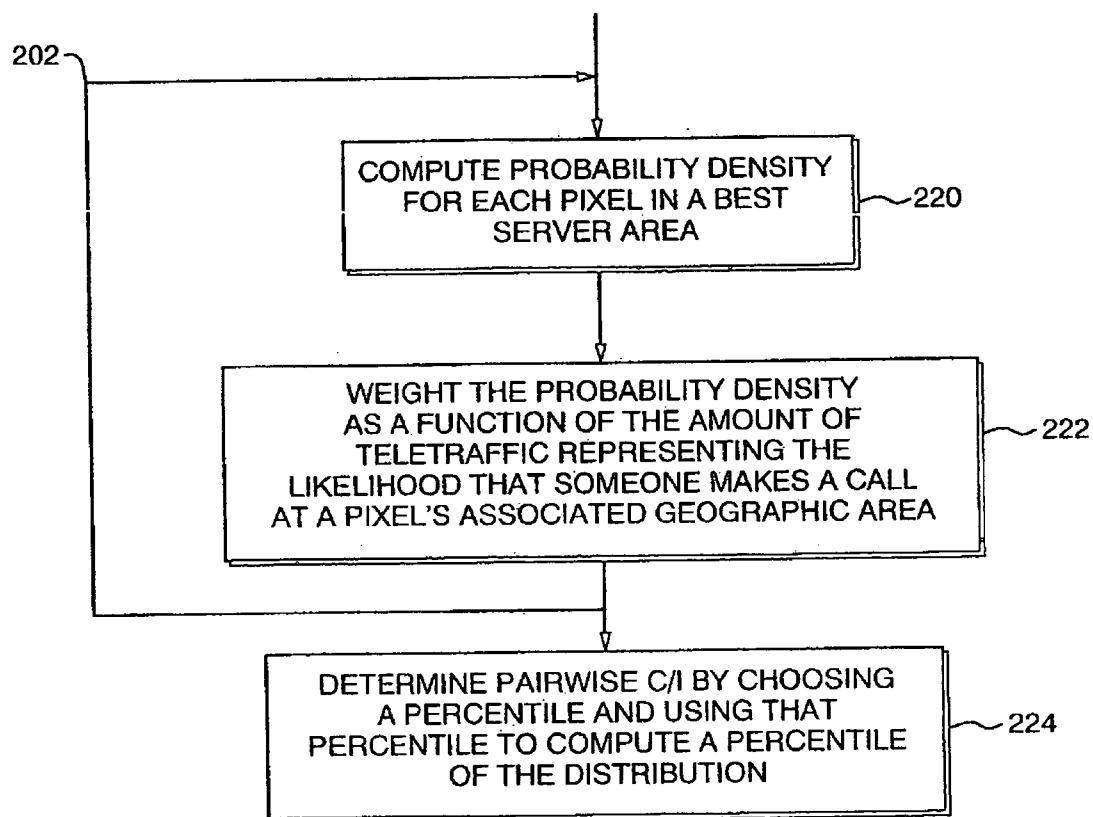 202
COMPUTE PROBABILITY DENSITY
FOR EACH PIXEL IN A BEST
SERVER AREA
220
WEIGHT THE PROBABILITY DENSITY
AS A FUNCTION OF THE AMOUNT OF
TELETRAFFIC REPRESENTING THE
LIKELIHOOD THAT SOMEONE MAKES A CALL
AT A PIXEL'S ASSOCIATED GEOGRAPHIC AREA
222
DETERMINE PAIRWISE C/I BY CHOOSING
A PERCENTILE AND USING THAT
PERCENTILE TO COMPUTE A PERCENTILE
OF THE DISTRIBUTION
224